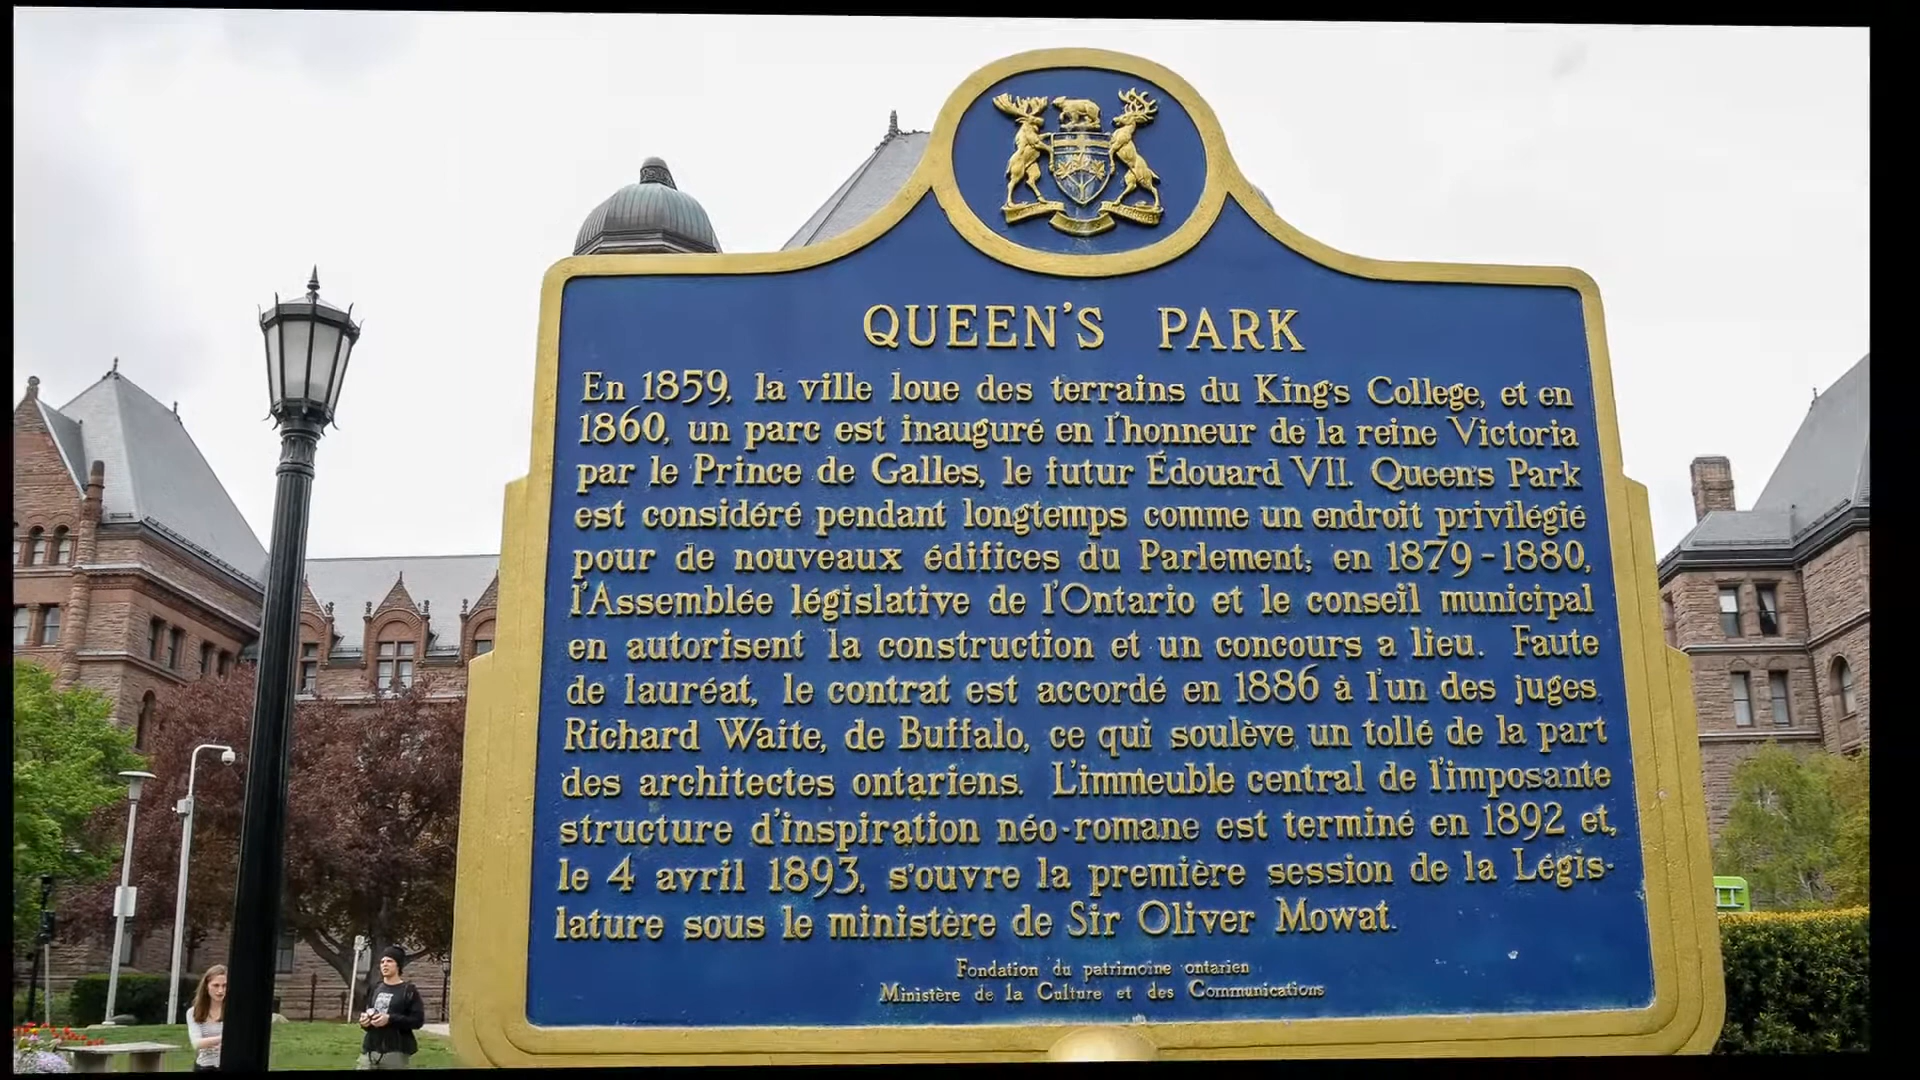 QUEEN'S PARK
En 1859, la ville loue des terrains du King's College, et en
1860, un parc est inauguré en l'honneur de la reine Victoria
par le Prince de Galles, le futur Édouard VII. Queen's Park
est considéré pendant longtemps comme un endroit privilégié
pour de nouveaux édifices du Parlement; en 1879-1880,
l'Assemblée législative de l'Ontario et le conseil municipal
en autorisent la construction et un concours a lieu. Faute
de lauréat, le contrat est accordé en 1886 à l'un des juges,
Richard Waite, de Buffalo, ce qui soulève un tollé de la part
des architectes ontariens. L'immeuble central de l'imposante
structure d'inspiration néo-romane est terminé en 1892 et,
le 4 avril 1893, s'ouvre la première session de la Légis-
lature sous le ministère de Sir Oliver Mowat.
Fondation du patrimoine ontarien
Ministère de la Culture et des Communications